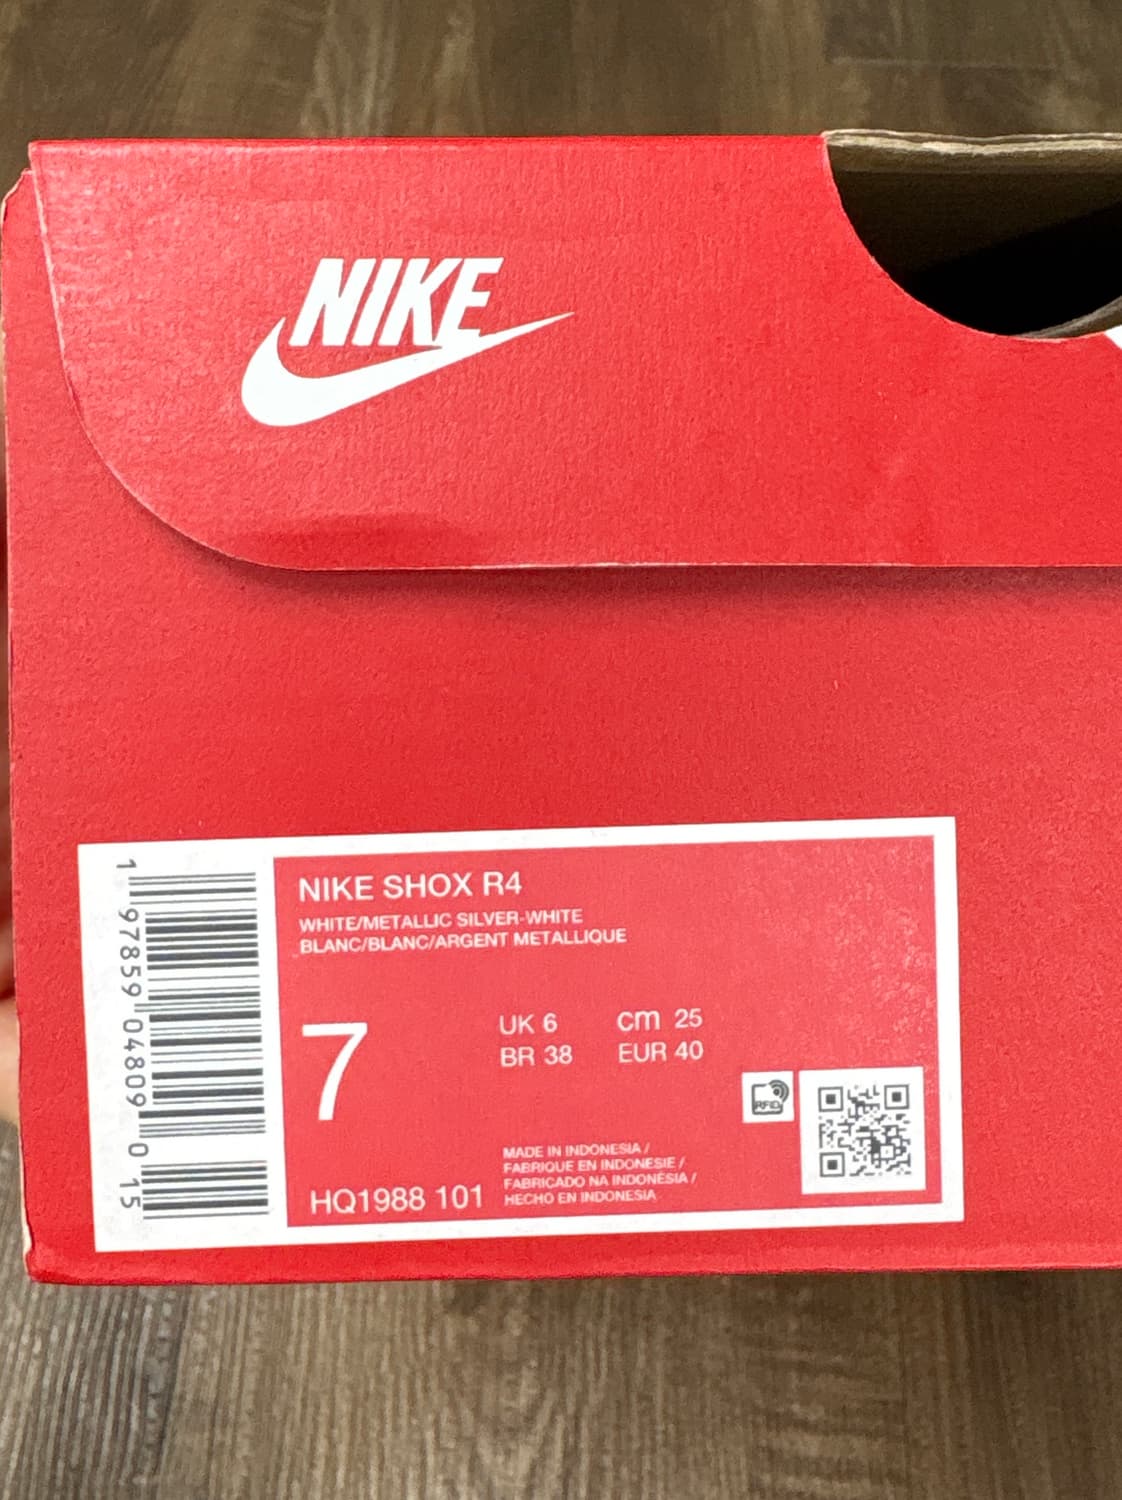 NIKE
NIKE SHOX R4
WHITE/METALLIC SILVER-WHITE
BLANC/BLANC/ARGENT METALLIQUE
7
UK 6
cm 25
BR 38
EUR 40
RFID
MADE IN INDONESIA /
FABRIQUE EN INDONESIE /
FABRICADO NA INDONÉSIA /
HECHO EN INDONESIA
HQ1988 101
1 97859 04809 0 15